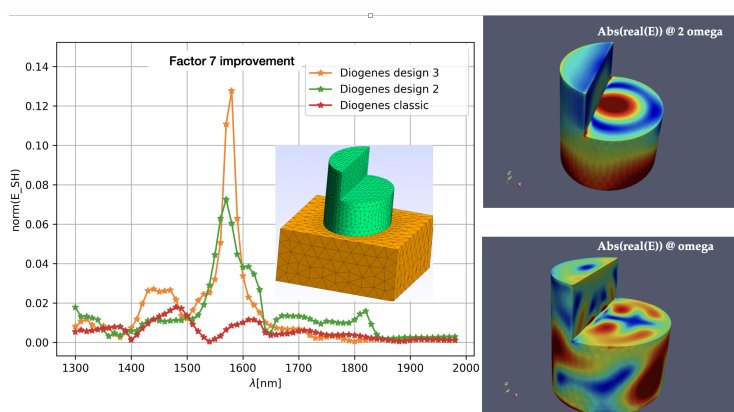 Factor 7 improvement
Diogenes design 3
Diogenes design 2
Diogenes classic
norm(E_SH)
0.14
0.12
0.10
0.08
0.06
0.04
0.02
0.00
1300
1400
1500
1600
1700
1800
1900
2000
λ[nm]
Abs(real(E)) @ 2 omega
Abs(real(E)) @ omega